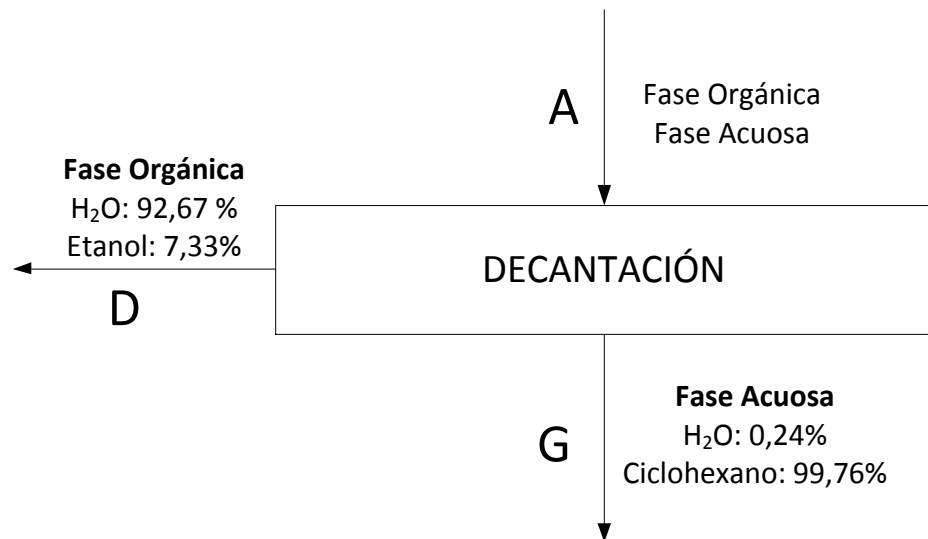 A
Fase Orgánica
Fase Acuosa
Fase Orgánica
H₂O: 92,67 %
Etanol: 7,33%
D
DECANTACIÓN
Fase Acuosa
H₂O: 0,24%
Ciclohexano: 99,76%
G